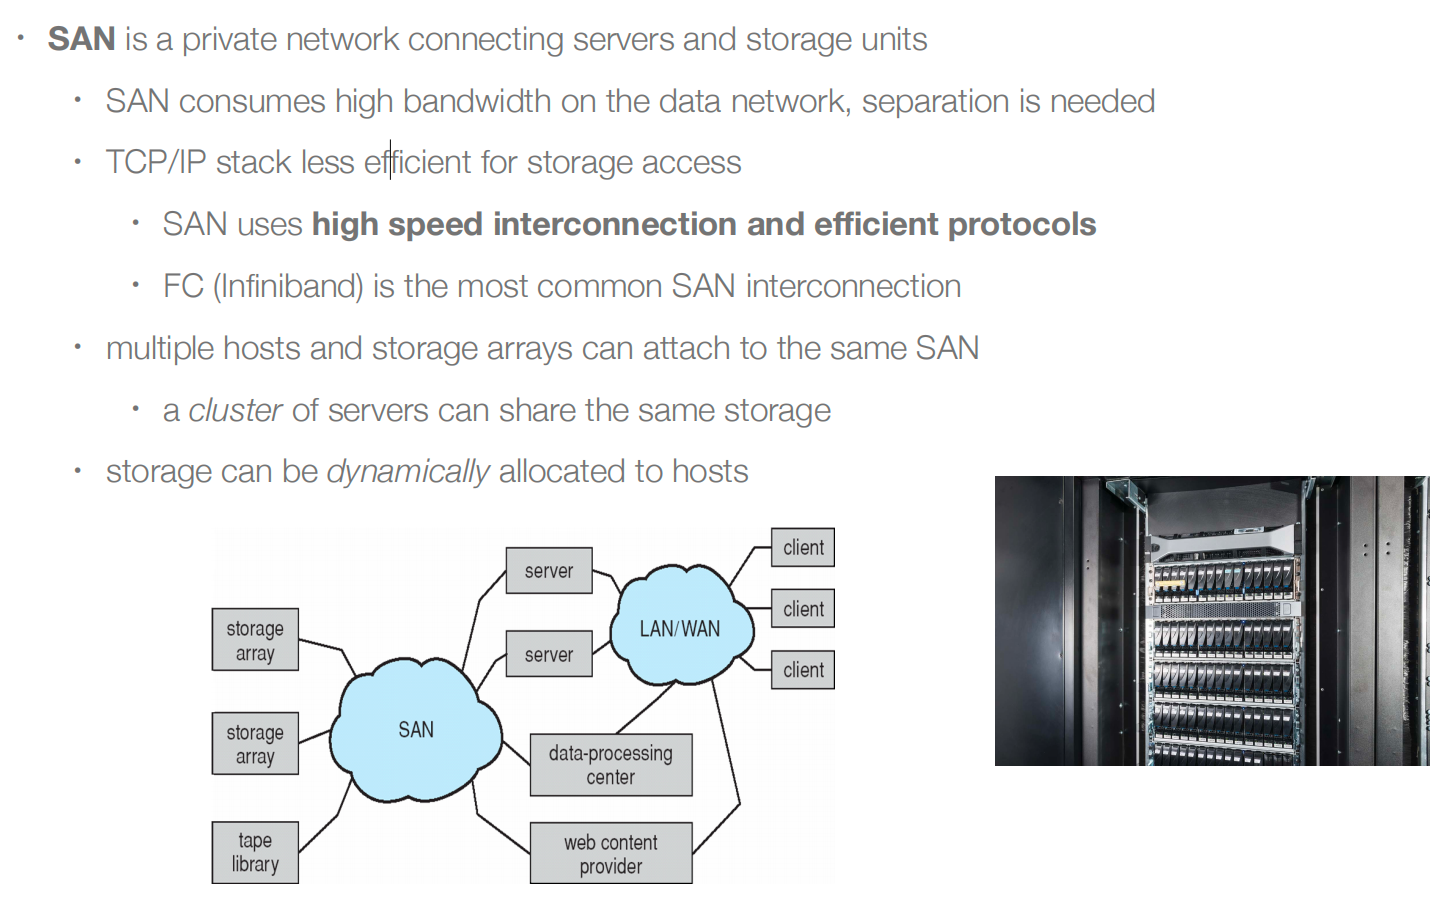 • SAN is a private network connecting servers and storage units
• SAN consumes high bandwidth on the data network, separation is needed
• TCP/IP stack less efficient for storage access
• SAN uses high speed interconnection and efficient protocols
• FC (Infiniband) is the most common SAN interconnection
• multiple hosts and storage arrays can attach to the same SAN
• a cluster of servers can share the same storage
• storage can be dynamically allocated to hosts
storage
array
storage
array
tape
library
SAN
server
server
data-processing
center
web content
provider
LAN/WAN
client
client
client